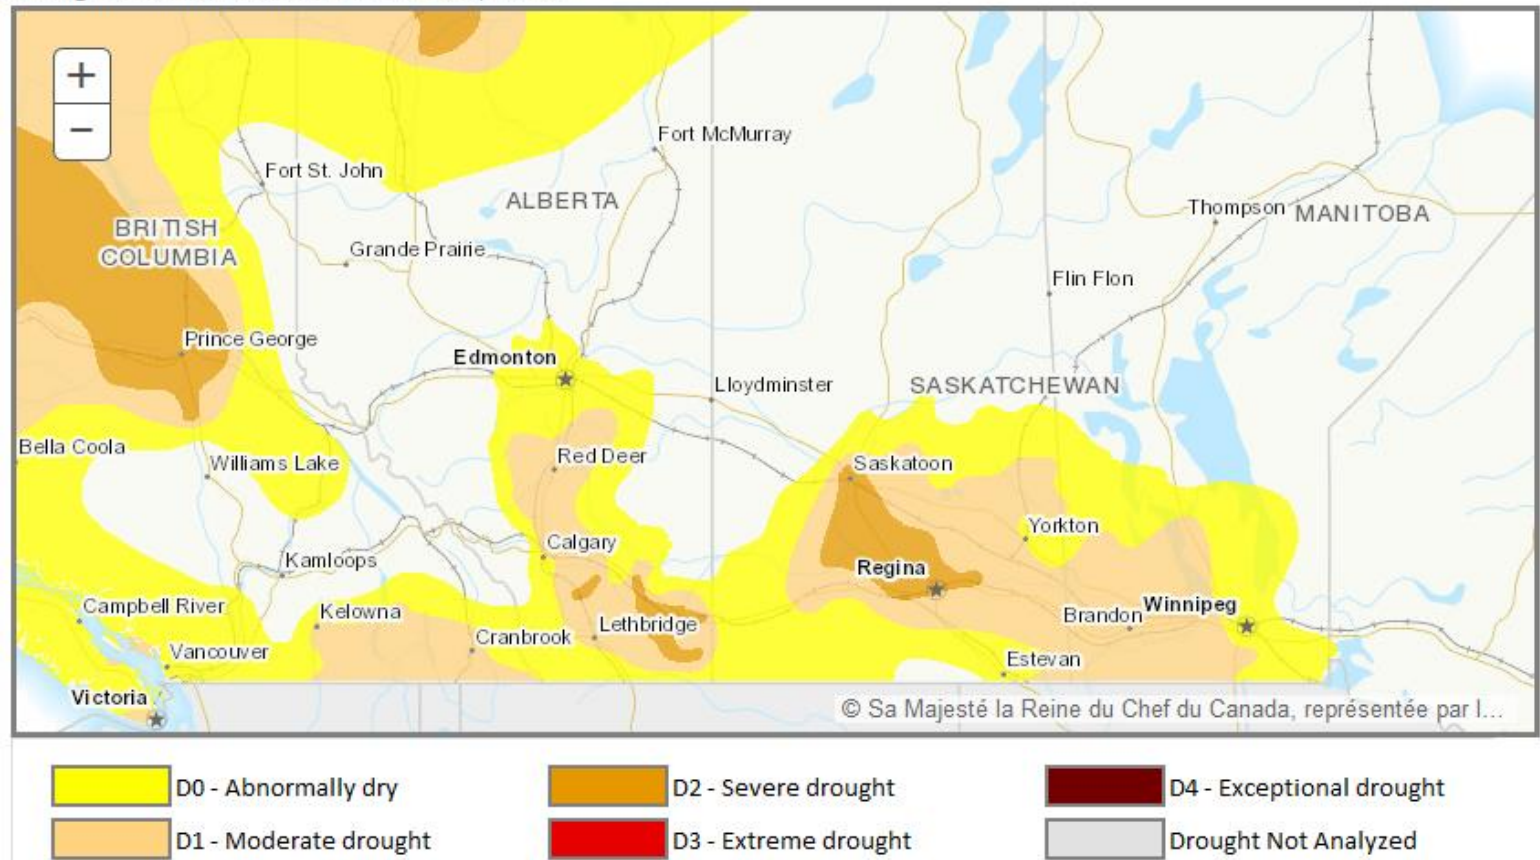 +
−
Fort McMurray
Fort St. John
ALBERTA
BRITISH
COLUMBIA
Thompson
MANITOBA
Grande Prairie
Flin Flon
Prince George
Edmonton
Lloydminster
SASKATCHEWAN
Bella Coola
Williams Lake
Red Deer
Saskatoon
Yorkton
Calgary
Kamloops
Regina
Campbell River
Kelowna
Cranbrook
Lethbridge
Brandon
Winnipeg
Vancouver
Estevan
Victoria
© Sa Majesté la Reine du Chef du Canada, représentée par l...
D0 - Abnormally dry
D2 - Severe drought
D4 - Exceptional drought
D1 - Moderate drought
D3 - Extreme drought
Drought Not Analyzed